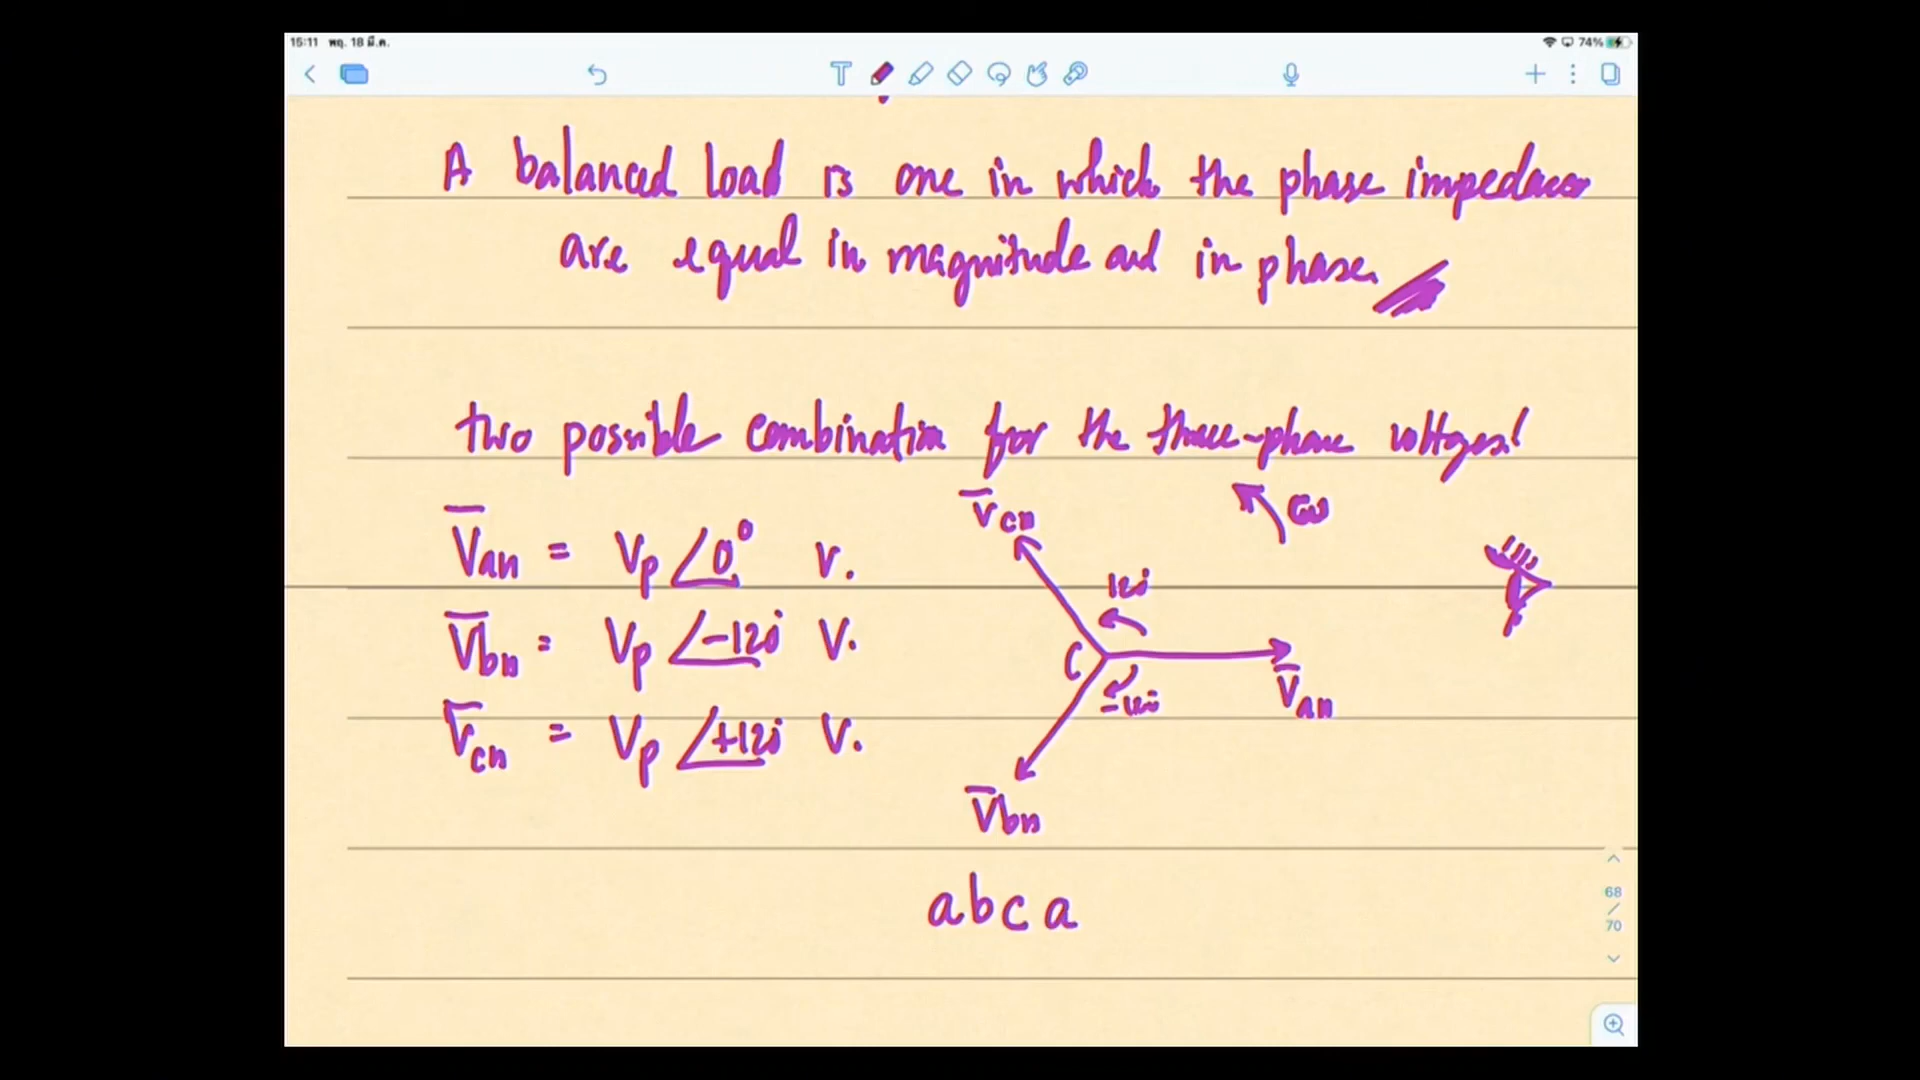 15:11 พฤ. 18 มี.ค.
74%
A balanced load is one in which the phase impedances
are equal in magnitude and in phase.
two possible combination for the three-phase voltages!
V̅cn
ω
V̅an = Vp ∠0° V.
120°
V̅bn = Vp ∠-120° V.
C
V̅an
-120°
V̅cn = Vp ∠+120° V.
V̅bn
a b c a
68
/
70